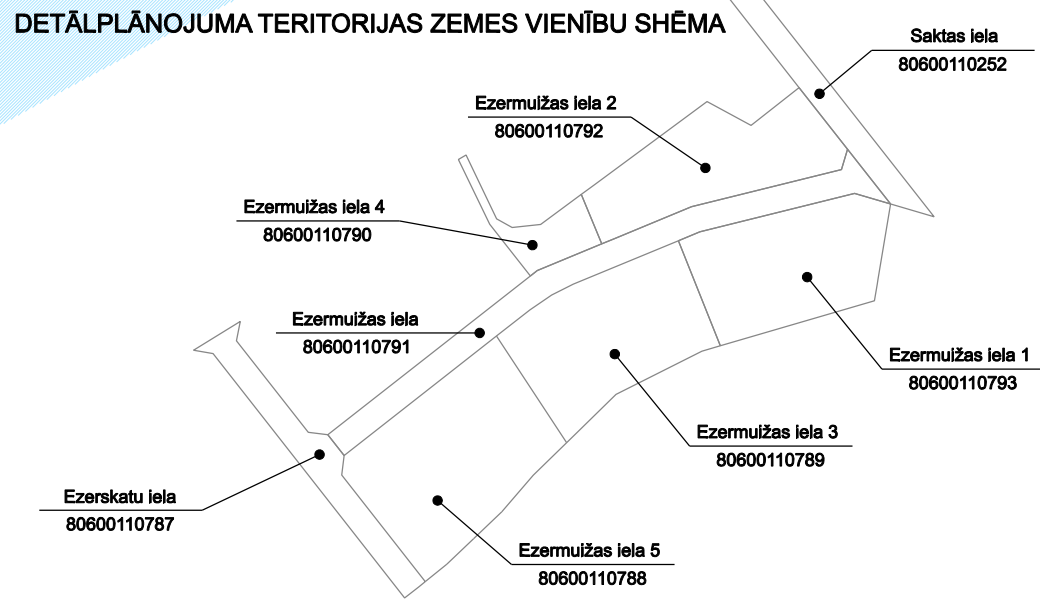 DETĀLPLĀNOJUMA TERITORIJAS ZEMES VIENĪBU SHĒMA
Saktas iela
80600110252
Ezermuižas iela 2
80600110792
Ezermuižas iela 4
80600110790
Ezermuižas iela
80600110791
Ezermuižas iela 1
80600110793
Ezermuižas iela 3
80600110789
Ezerskatu iela
80600110787
Ezermuižas iela 5
80600110788